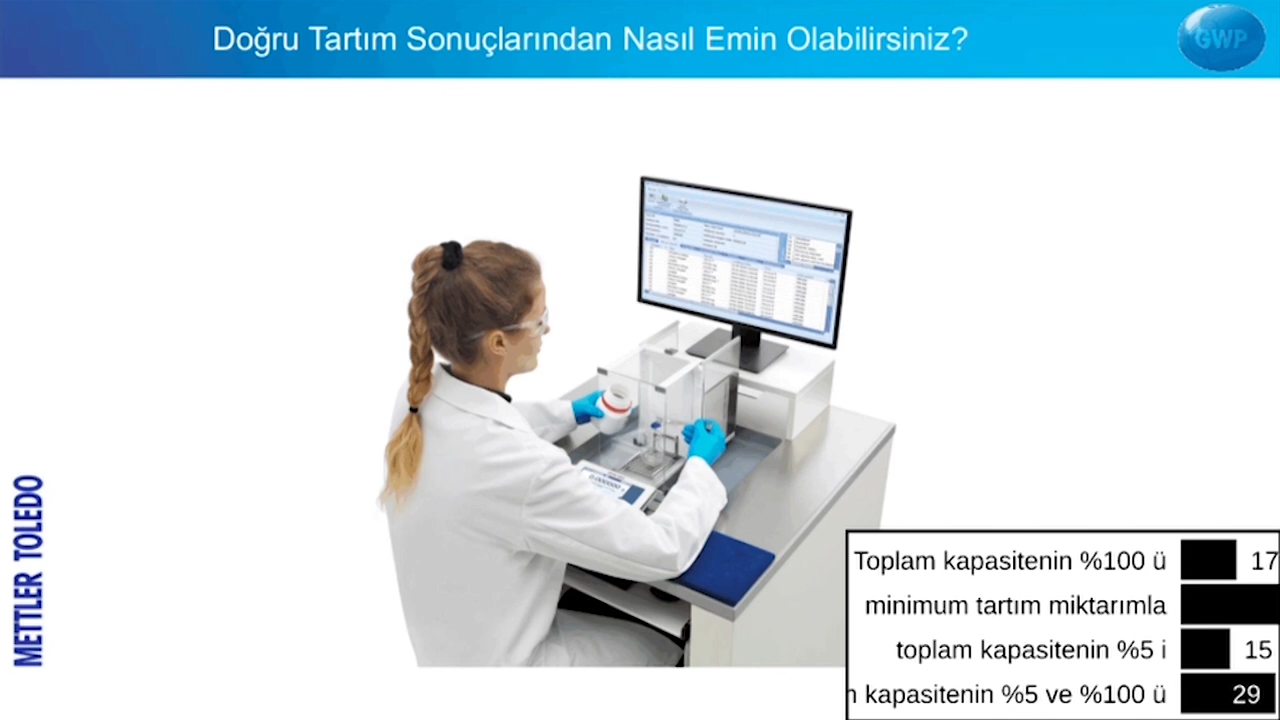 Doğru Tartım Sonuçlarından Nasıl Emin Olabilirsiniz?
GWP
METTLER TOLEDO
Toplam kapasitenin %100 ü 17
minimum tartım miktarımla
toplam kapasitenin %5 i 15
kapasitenin %5 ve %100 ü 29